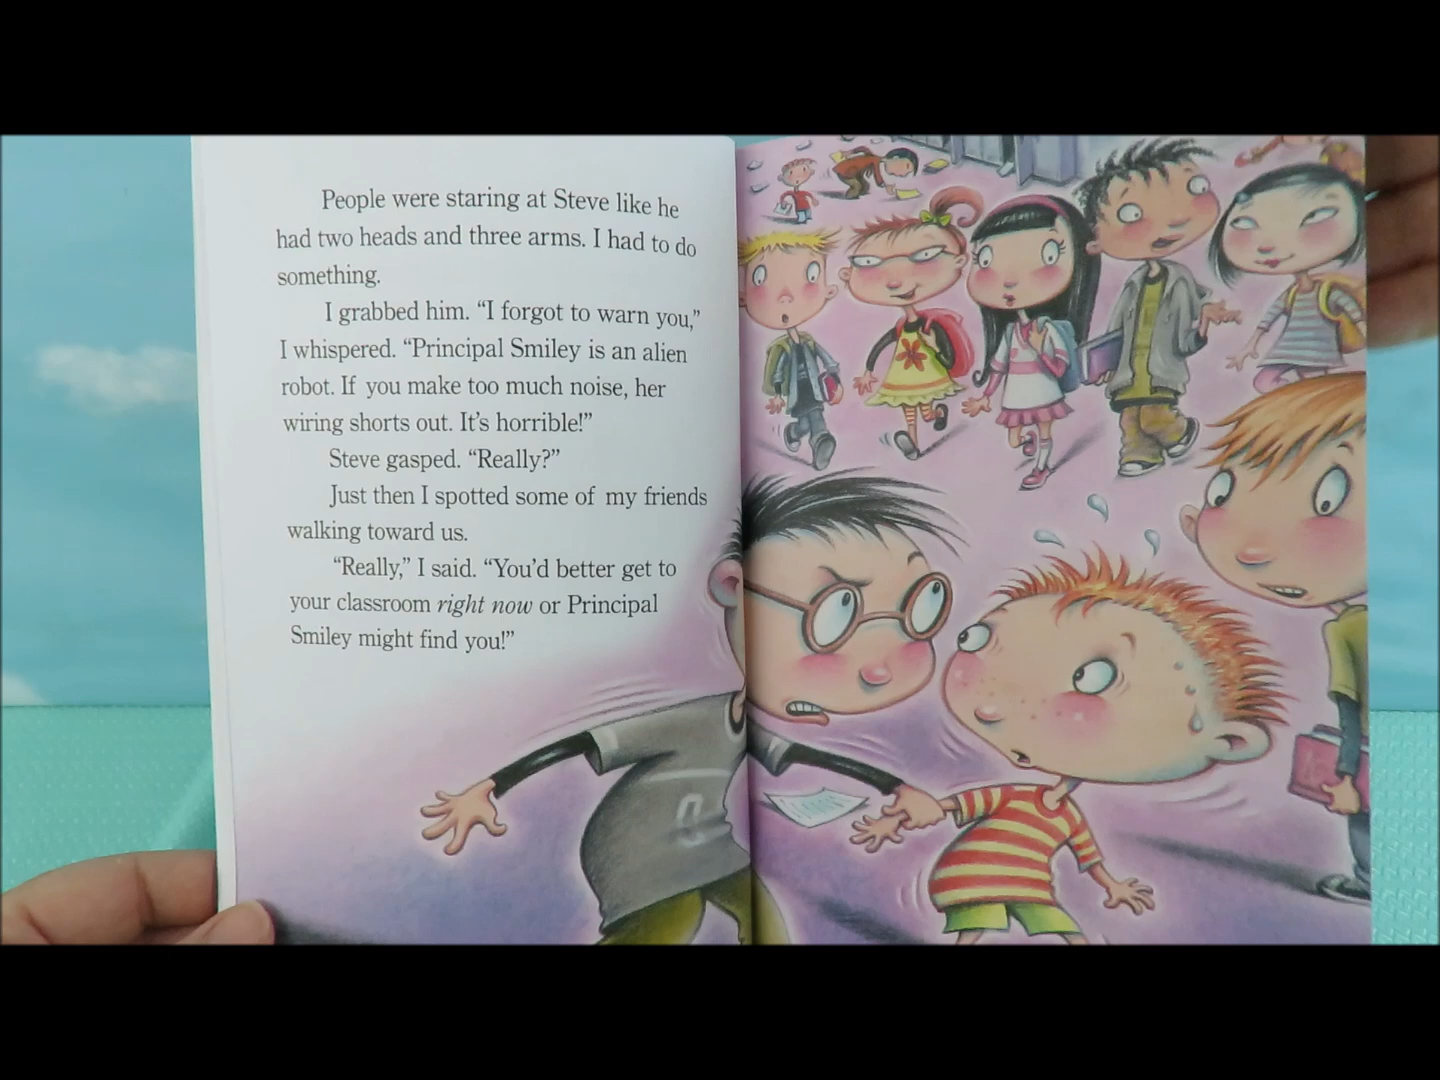 People were staring at Steve like he
had two heads and three arms. I had to do
something.
I grabbed him. “I forgot to warn you,”
I whispered. “Principal Smiley is an alien
robot. If you make too much noise, her
wiring shorts out. It’s horrible!”
Steve gasped. “Really?”
Just then I spotted some of my friends
walking toward us.
“Really,” I said. “You’d better get to
your classroom right now or Principal
Smiley might find you!”